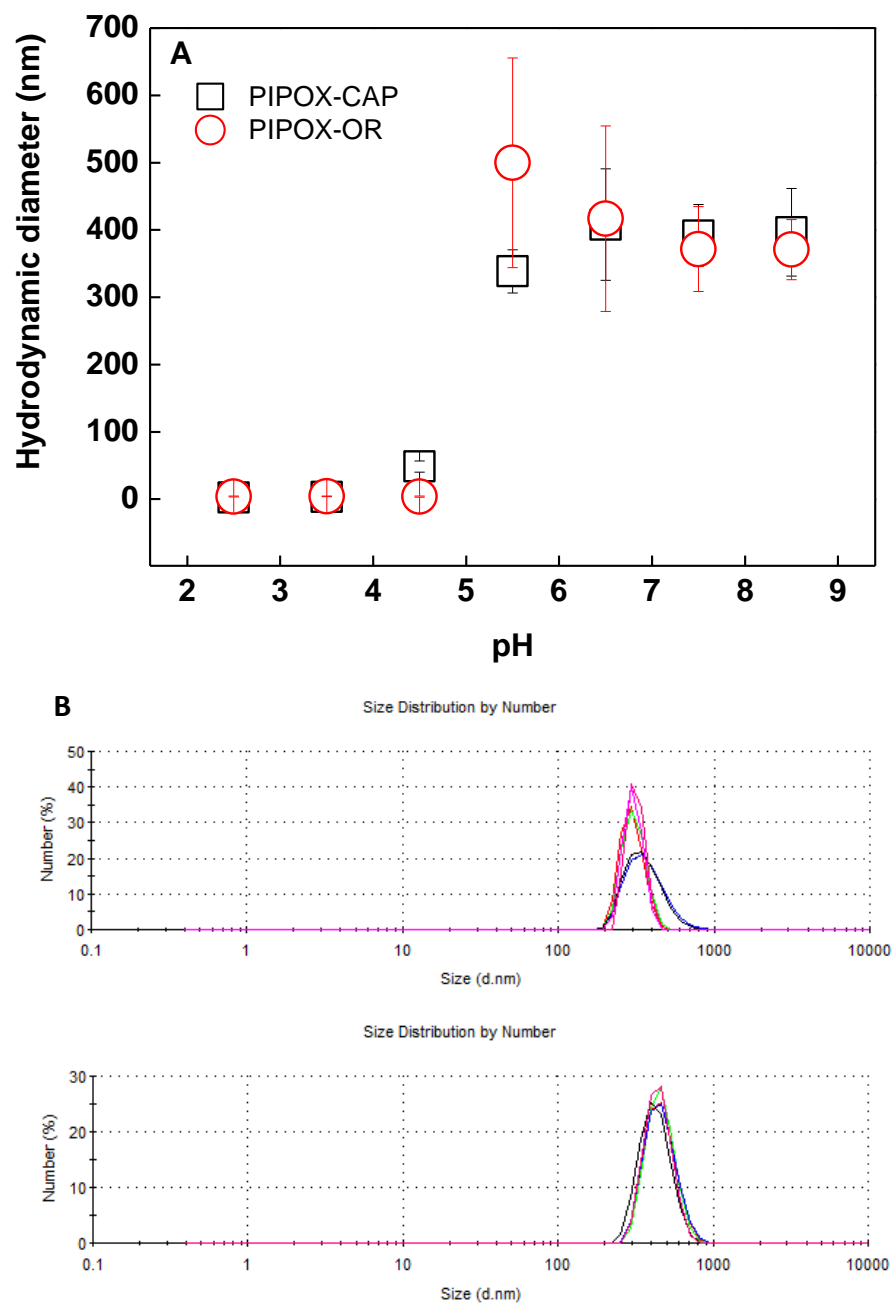 A
PIPOX-CAP
PIPOX-OR
Hydrodynamic diameter (nm)
700
600
500
400
300
200
100
0
2 3 4 5 6 7 8 9
pH
B
Size Distribution by Number
Number (%)
50
40
30
20
10
0
0.1 1 10 100 1000 10000
Size (d.nm)
Size Distribution by Number
Number (%)
30
20
10
0
0.1 1 10 100 1000 10000
Size (d.nm)